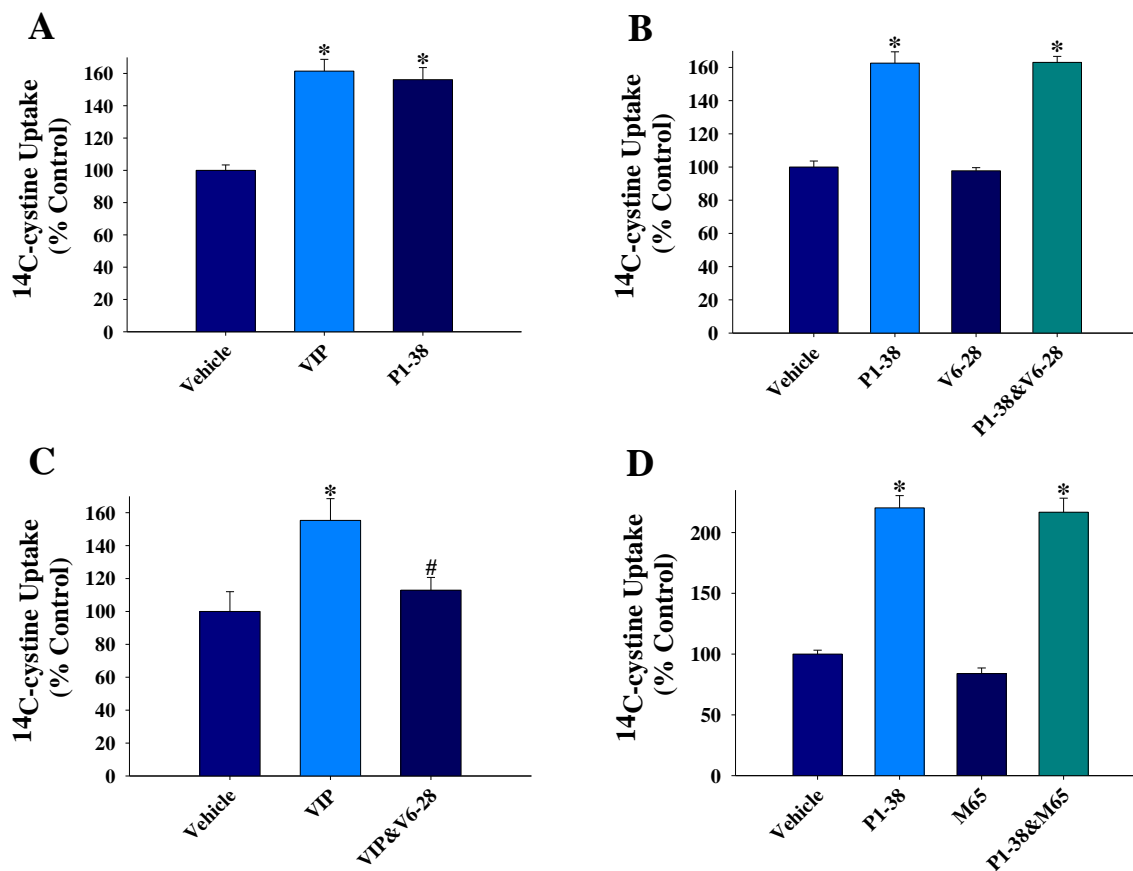 A
14C-cystine Uptake
(% Control)
160
140
120
100
80
60
40
20
0
*
*
Vehicle
VIP
P1-38
B
14C-cystine Uptake
(% Control)
160
140
120
100
80
60
40
20
0
*
*
Vehicle
P1-38
V6-28
P1-38&V6-28
C
14C-cystine Uptake
(% Control)
160
140
120
100
80
60
40
20
0
*
#
Vehicle
VIP
VIP&V6-28
D
14C-cystine Uptake
(% Control)
200
150
100
50
0
*
*
Vehicle
P1-38
M65
P1-38&M65